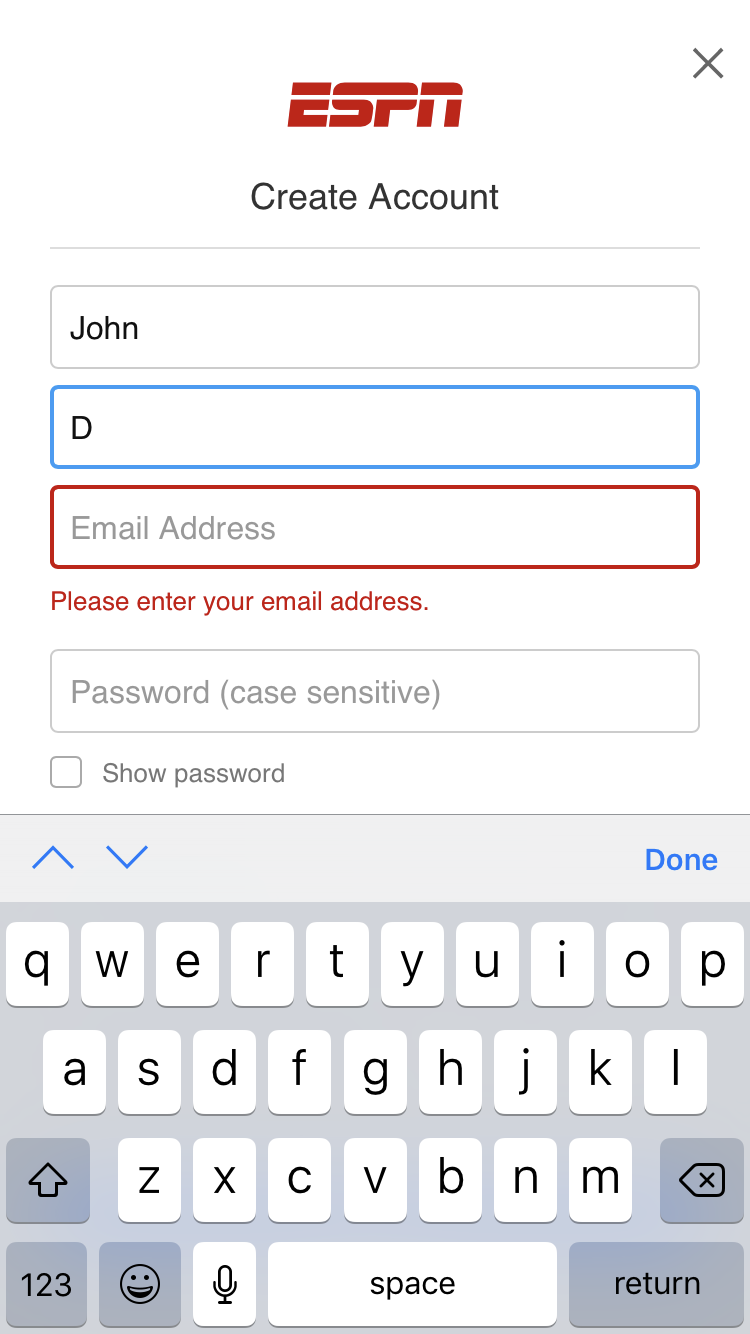 ESPN
Create Account
John
D
Email Address
Please enter your email address.
Password (case sensitive)
Show password
Done
q w e r t y u i o p
a s d f g h j k l
z x c v b n m
123 space return